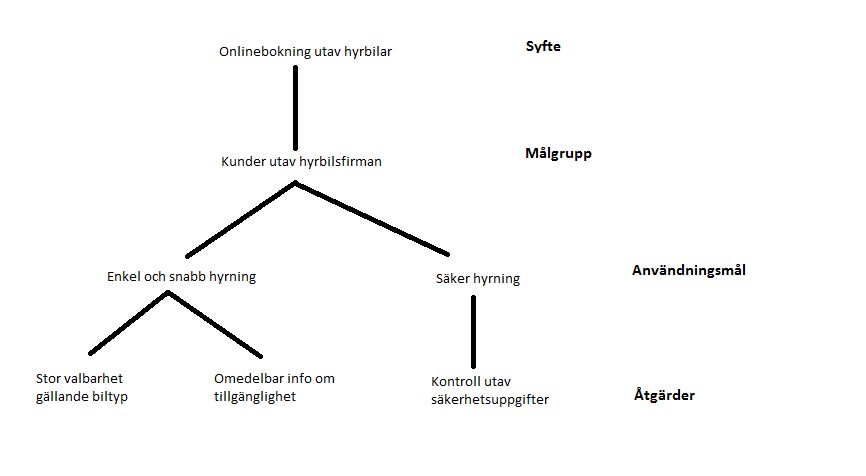 Onlinebokning utav hyrbilar
Syfte
Kunder utav hyrbilsfirman
Målgrupp
Enkel och snabb hyrning
Säker hyrning
Användningsmål
Stor valbarhet
gällande biltyp
Omedelbar info om
tillgänglighet
Kontroll utav
säkerhetsuppgifter
Åtgärder